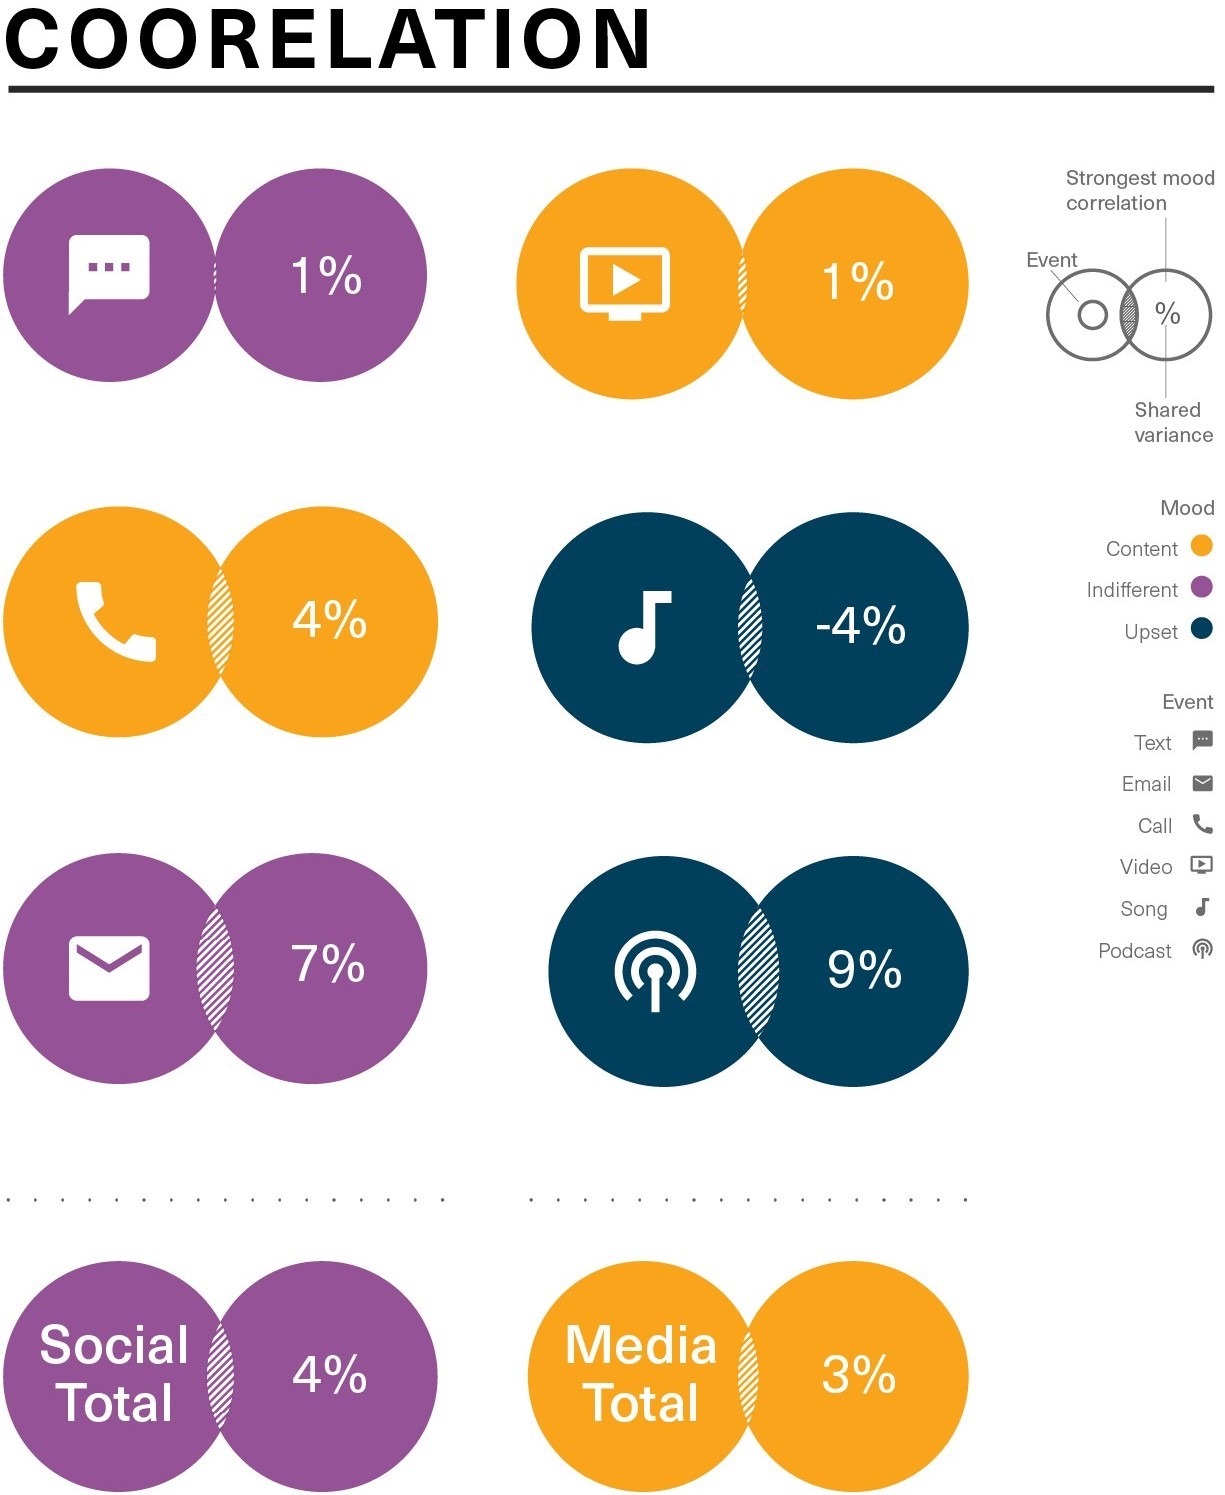 COORELATION
1%
1%
Strongest mood
correlation
Event
%
Shared
variance
4%
-4%
Mood
Content
Indifferent
Upset
Event
Text
Email
Call
Video
Song
Podcast
7%
9%
Social
Total
4%
Media
Total
3%